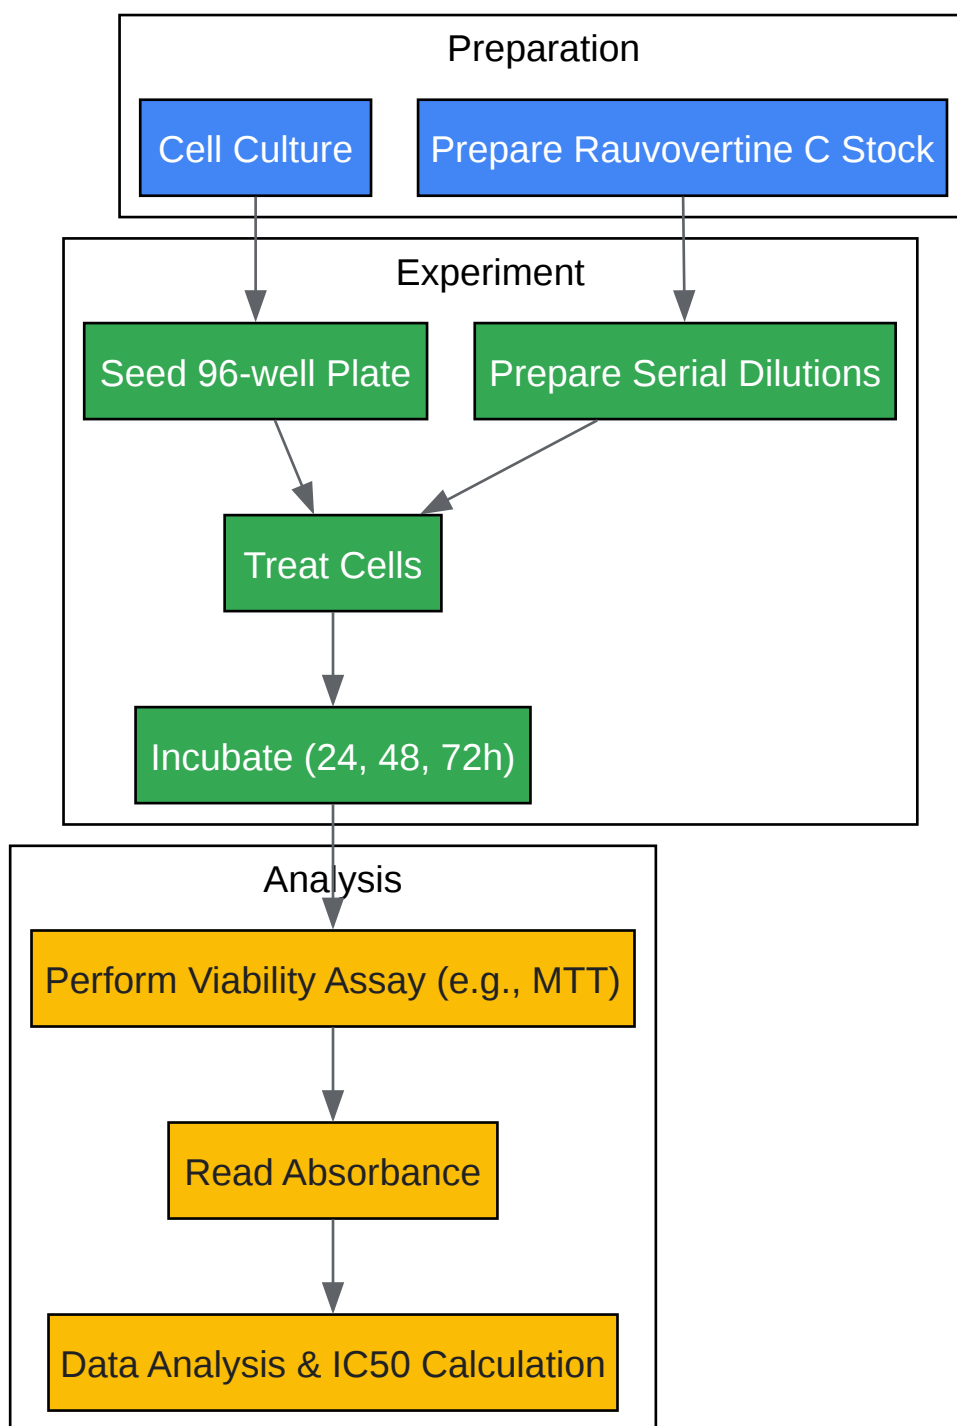 Preparation
Cell Culture
Prepare Rauvovertine C Stock
Experiment
Seed 96-well Plate
Prepare Serial Dilutions
Treat Cells
Incubate (24, 48, 72h)
Analysis
Perform Viability Assay (e.g., MTT)
Read Absorbance
Data Analysis & IC50 Calculation